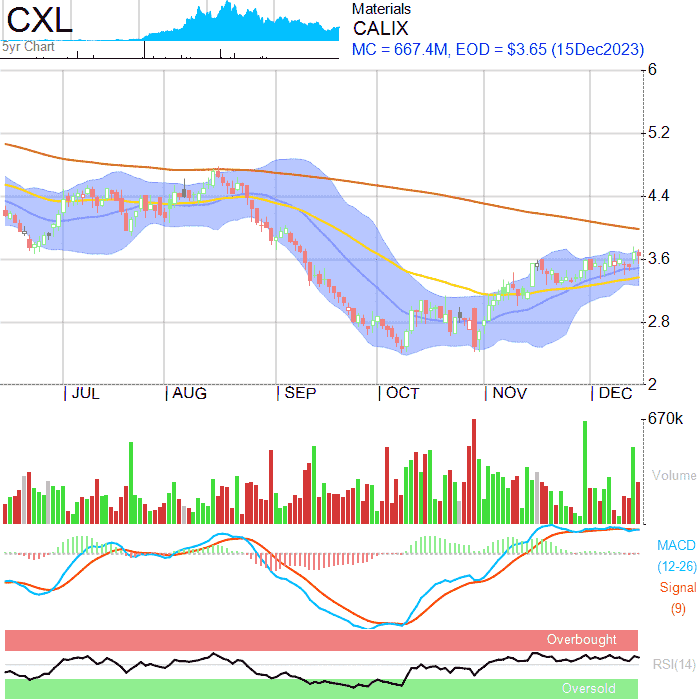 CXL
5yr Chart
Materials
CALIX
MC = 667.4M, EOD = $3.65 (15Dec2023)
6
5.2
4.4
3.6
2.8
2
JUL AUG SEP OCT NOV DEC
670k
Volume
MACD
(12-26)
Signal
(9)
Overbought
RSI(14)
Oversold